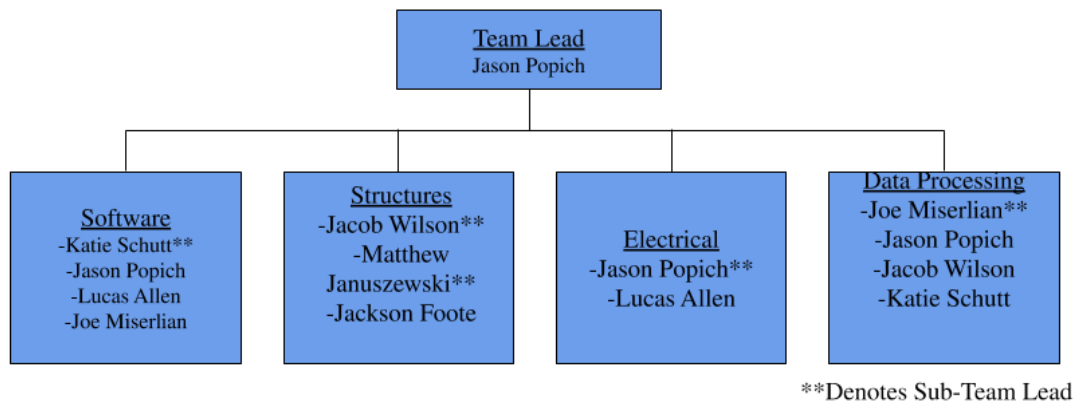 Team Lead
Jason Popich
Software
-Katie Schutt**
-Jason Popich
-Lucas Allen
-Joe Miserlian
Structures
-Jacob Wilson**
-Matthew
Januszewski**
-Jackson Foote
Electrical
-Jason Popich**
-Lucas Allen
Data Processing
-Joe Miserlian**
-Jason Popich
-Jacob Wilson
-Katie Schutt
**Denotes Sub-Team Lead